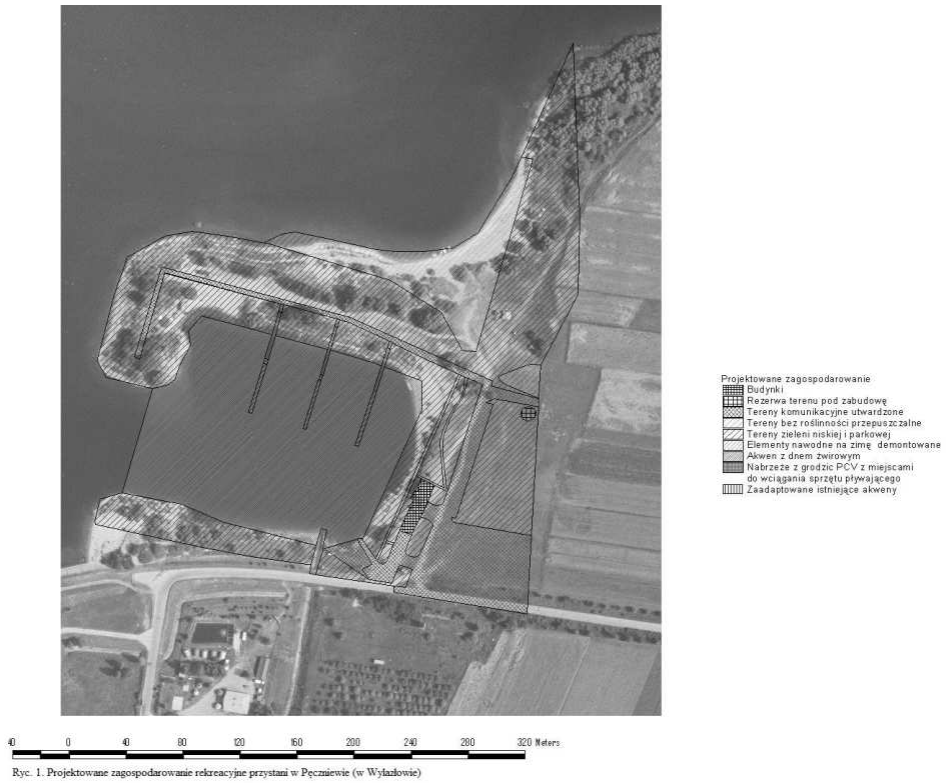 Projektowane zagospodarowanie
Budynki
Rezerwa terenu pod zabudowę
Tereny komunikacyjne utwardzone
Tereny bez roślinności przepuszczalne
Tereny zieleni niskiej i parkowej
Elementy nawodne na zimę demontowane
Akwen z dnem żwirowym
Nabrzeże z grodzic PCV z miejscami
do wciągania sprzętu pływającego
Zaadaptowane istniejące akweny
40 0 40 80 120 160 200 240 280 320 Meters
Ryc. 1. Projektowane zagospodarowanie rekreacyjne przystani w Pęczniewie (w Wylazłowie)